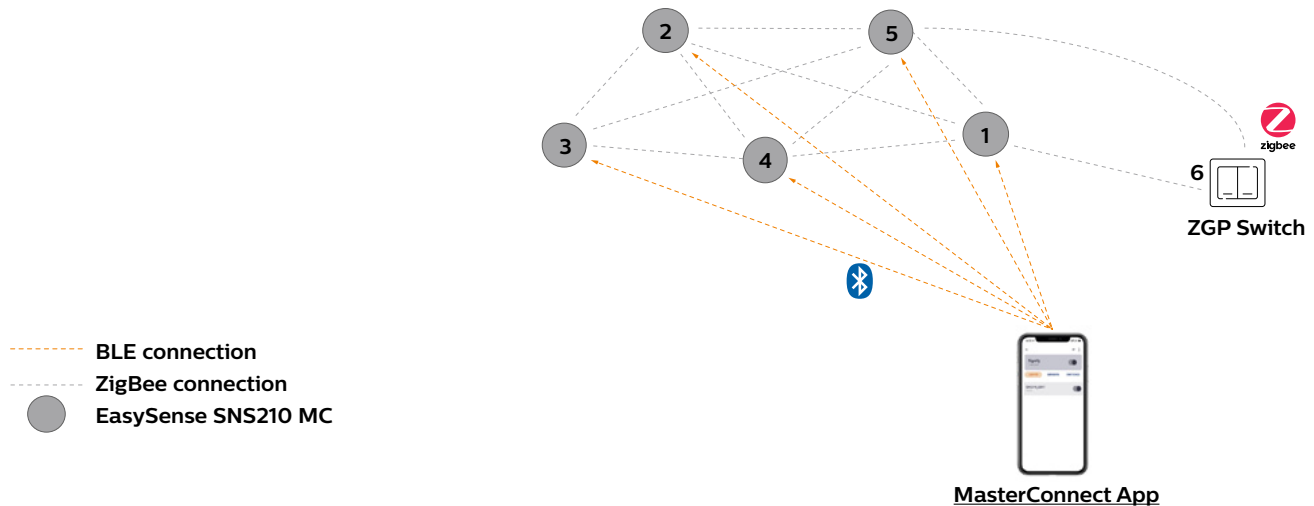 2
5
3
4
1
Z
zigbee
6
ZGP Switch
BLE connection
ZigBee connection
EasySense SNS210 MC
MasterConnect App